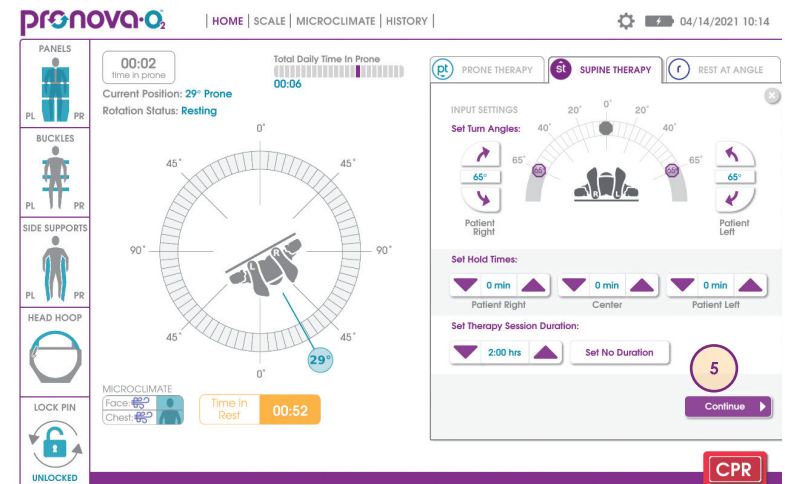 pronova·O2
HOME | SCALE | MICROCLIMATE | HISTORY |
04/14/2021 10:14
PANELS
PL PR
BUCKLES
PL PR
SIDE SUPPORTS
PL PR
HEAD HOOP
LOCK PIN
UNLOCKED
00:02
time in prone
Total Daily Time In Prone
00:06
Current Position: 29° Prone
Rotation Status: Resting
0°
45° 45°
90° 90°
L R
45° 45°
29°
0°
MICROCLIMATE
Face:
Chest:
Time in
Rest
00:52
pt PRONE THERAPY
st SUPINE THERAPY
r REST AT ANGLE
INPUT SETTINGS
Set Turn Angles:
0°
20° 20°
40° 40°
65° 65°
65° 65°
R L
65°
Patient
Right
65°
Patient
Left
Set Hold Times:
0 min 0 min 0 min
Patient Right Center Patient Left
Set Therapy Session Duration:
2:00 hrs Set No Duration
5
Continue
CPR